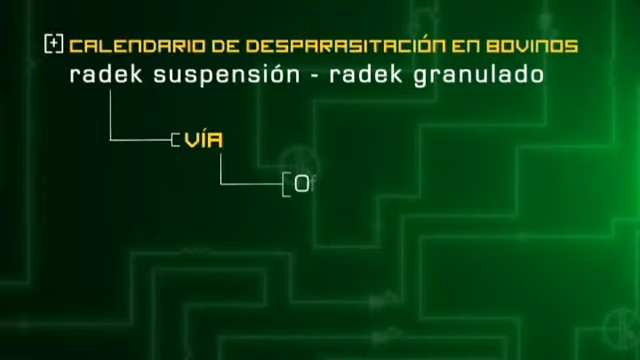 [+] CALENDARIO DE DESPARASITACIÓN EN BOVINOS
radek suspensión - radek granulado
VÍA